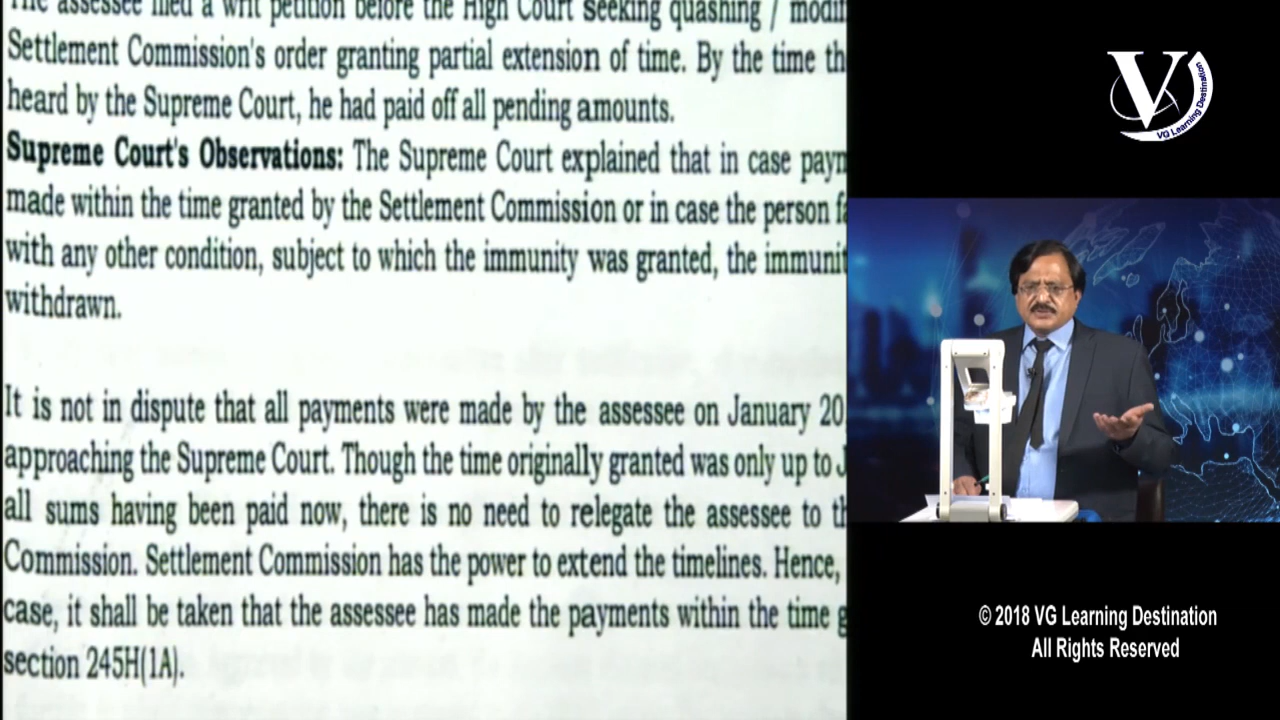 The assessee filed a writ petition before the High Court seeking quashing /
Settlement Commission's order granting partial extension of time. By the time
heard by the Supreme Court, he had paid off all pending amounts.
Supreme Court's Observations: The Supreme Court explained that in case
made within the time granted by the Settlement Commission or in case the person
with any other condition, subject to which the immunity was granted, the
withdrawn.
It is not in dispute that all payments were made by the assessee on January 20
approaching the Supreme Court. Though the time originally granted was only up to J
all sums having been paid now, there is no need to relegate the assessee to
Commission. Settlement Commission has the power to extend the timelines. Hence,
case, it shall be taken that the assessee has made the payments within the time
section 245H(1A).
V
VG Learning Destination
© 2018 VG Learning Destination
All Rights Reserved